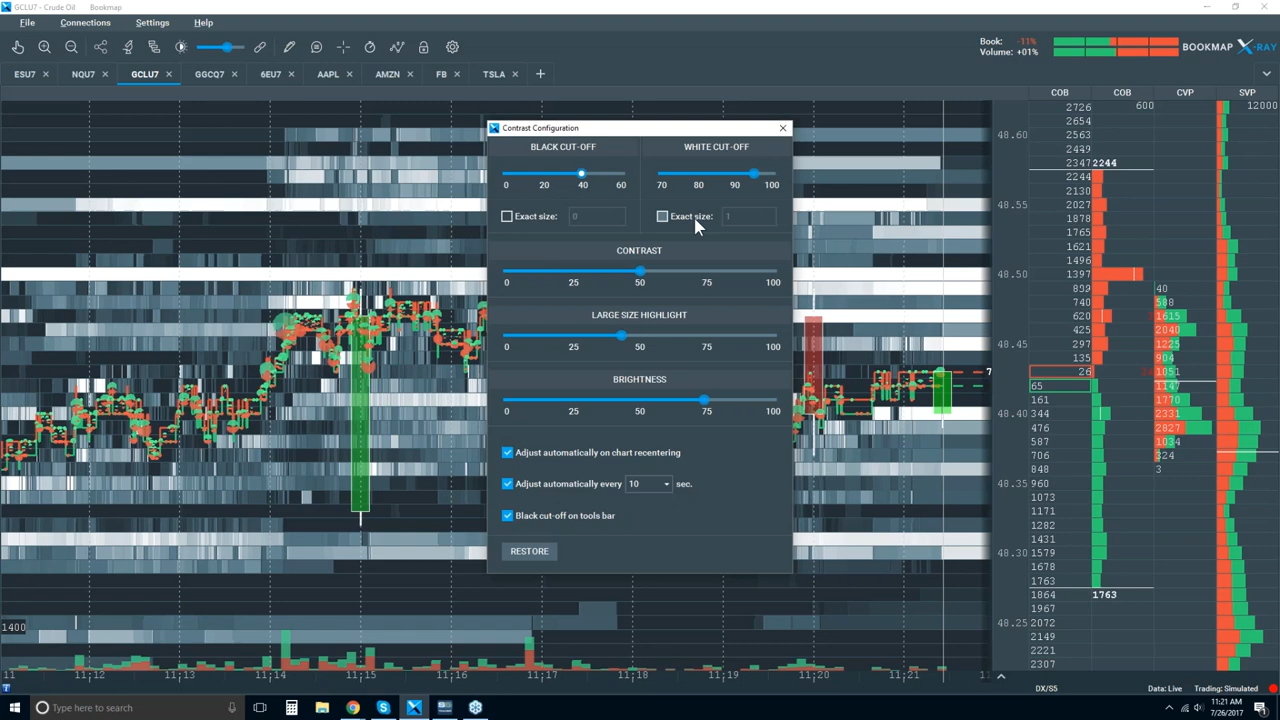 GCLU7 - Crude Oil Bookmap
File Connections Settings Help
Book: -11%
Volume: +01%
BOOKMAP X-RAY
ESU7 NQU7 GCLU7 GGCQ7 6EU7 AAPL AMZN FB TSLA
COB COB CVP SVP
2726 600 12000
48.60
2654
2563
2449
2347 2244
2244
2130
48.55 2027
1878
1765
1621
1496
48.50 1397
809 40
740 588
620 1615
425 2040
48.45 297 1225
135 904
26 1051
65 1147
161 1770
48.40 344 2331
476 2827
587 1034
706 324
848 3
48.35 960
1073
1171
1282
1431
48.30 1579
1678
1763
1864 1763
1967
48.25 2072
2149
2221
2307
Contrast Configuration
BLACK CUT-OFF WHITE CUT-OFF
0 20 40 60 70 80 90 100
Exact size: 0 Exact size: 1
CONTRAST
0 25 50 75 100
LARGE SIZE HIGHLIGHT
0 25 50 75 100
BRIGHTNESS
0 25 50 75 100
Adjust automatically on chart recentering
Adjust automatically every 10 sec.
Black cut-off on tools bar
RESTORE
7
1400
11 11:12 11:13 11:14 11:15 11:16 11:17 11:18 11:19 11:20 11:21 11
DX/S5 Data: Live Trading: Simulated
Type here to search
11:21 AM
7/26/2017